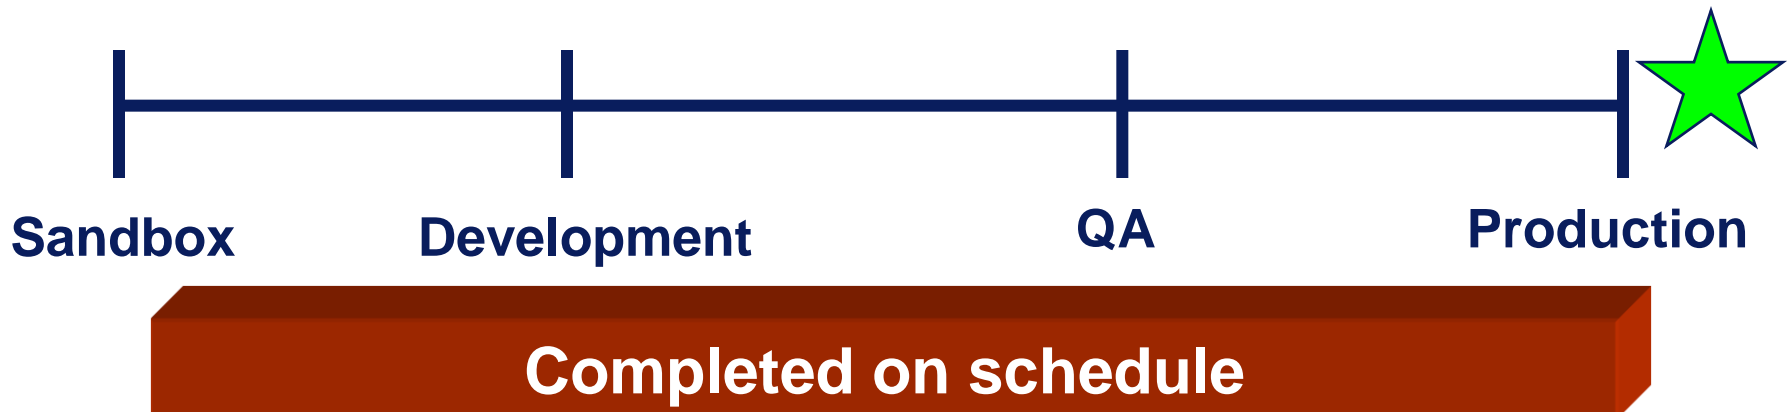 Sandbox
Development
QA
Production
Completed on schedule